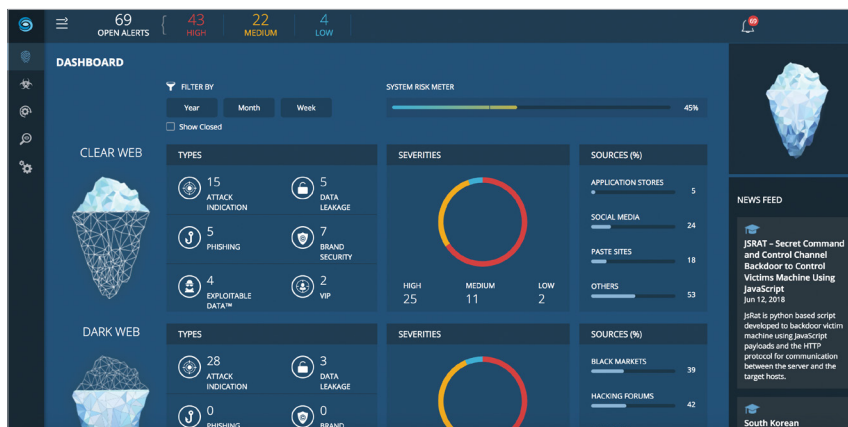 69
OPEN ALERTS
43
HIGH
22
MEDIUM
4
LOW
69
DASHBOARD
FILTER BY
Year
Month
Week
Show Closed
SYSTEM RISK METER
45%
CLEAR WEB
TYPES
15
ATTACK
INDICATION
5
DATA
LEAKAGE
5
PHISHING
7
BRAND
SECURITY
4
EXPLOITABLE
DATA™
2
VIP
SEVERITIES
HIGH
25
MEDIUM
11
LOW
2
SOURCES (%)
APPLICATION STORES
5
SOCIAL MEDIA
24
PASTE SITES
18
OTHERS
53
DARK WEB
TYPES
28
ATTACK
INDICATION
3
DATA
LEAKAGE
0
PHISHING
0
BRAND
SEVERITIES
SOURCES (%)
BLACK MARKETS
39
HACKING FORUMS
42
NEWS FEED
JSRAT – Secret Command
and Control Channel
Backdoor to Control
Victims Machine Using
JavaScript
Jun 12, 2018
JsRat is python based script
developed to backdoor victim
machine using JavaScript
payloads and the HTTP
protocol for communication
between the server and the
target hosts.
South Korean